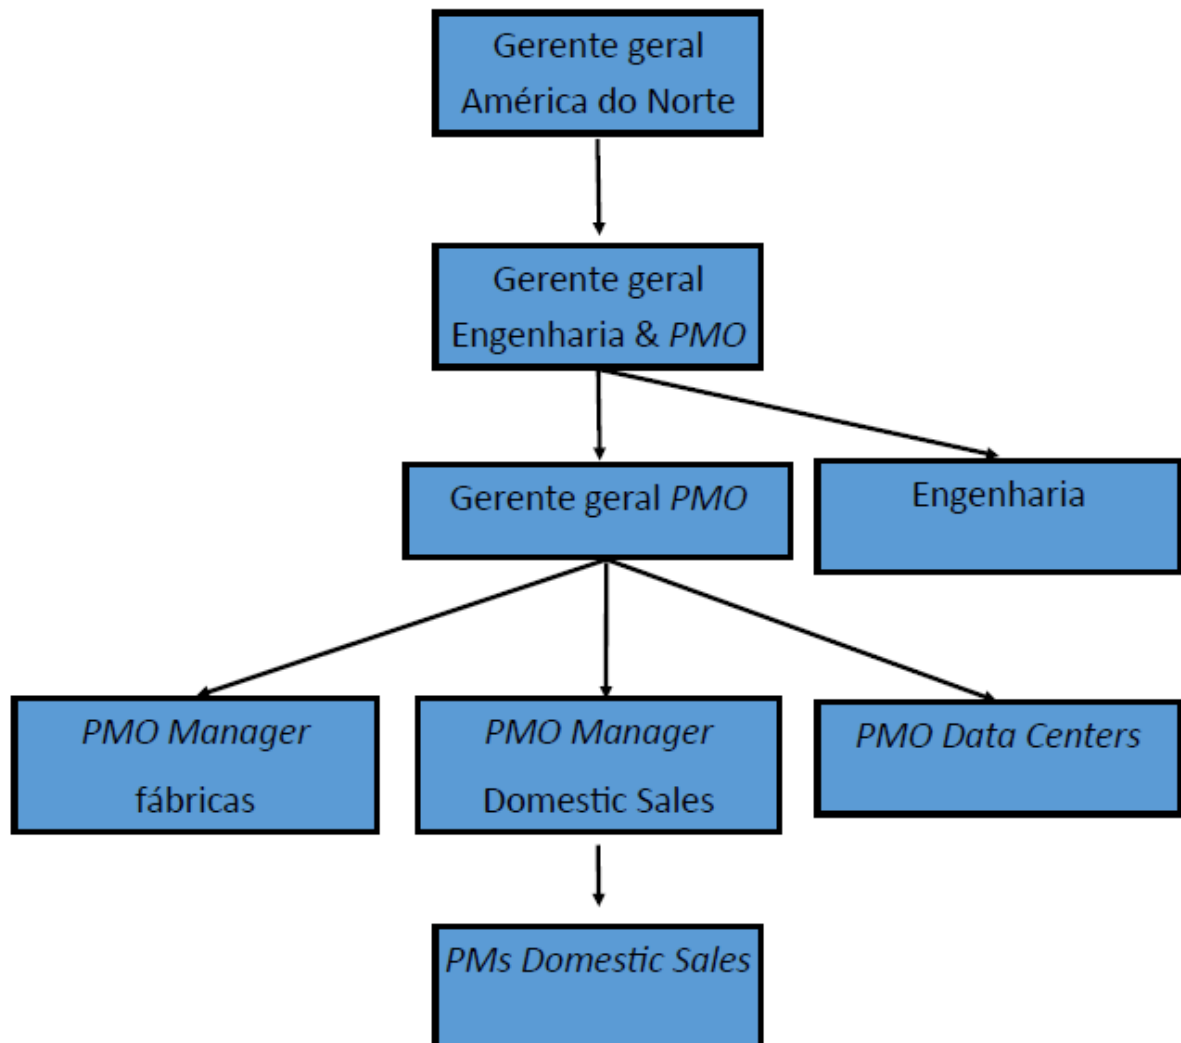 Gerente geral
América do Norte
Gerente geral
Engenharia & PMO
Gerente geral PMO
Engenharia
PMO Manager
fábricas
PMO Manager
Domestic Sales
PMO Data Centers
PMs Domestic Sales